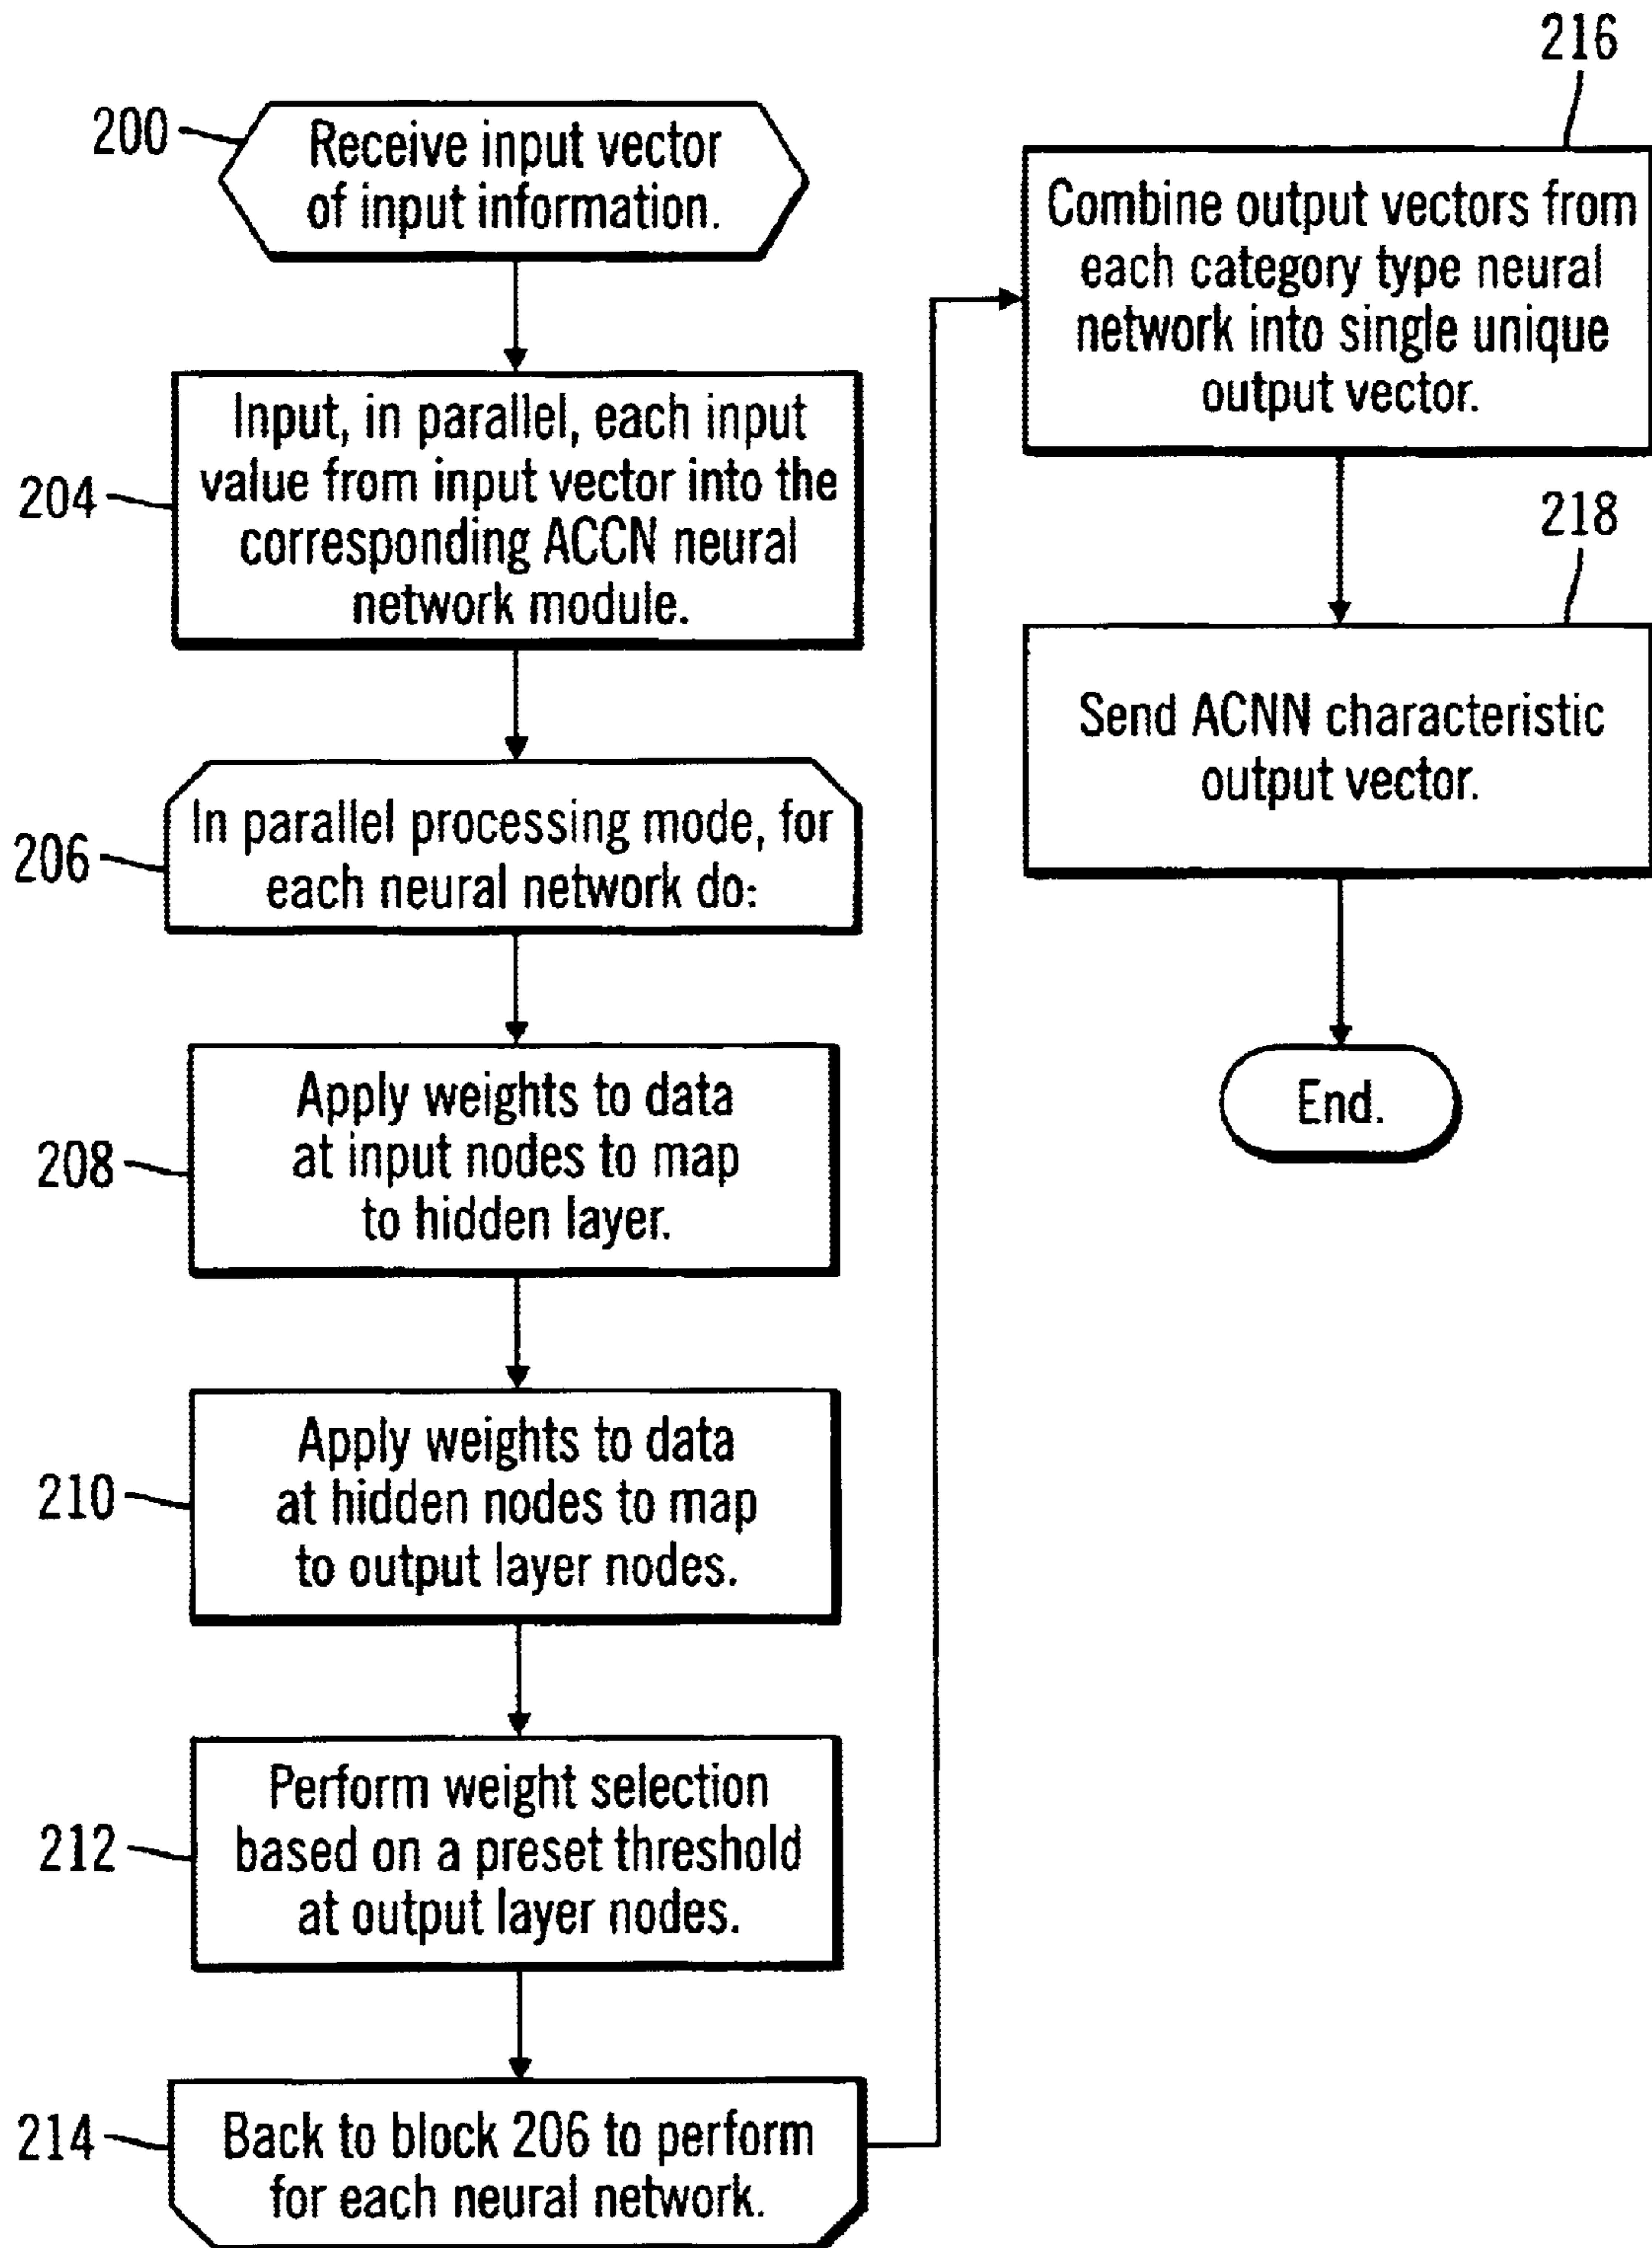 200
Receive input vector
of input information.
204
Input, in parallel, each input
value from input vector into the
corresponding ACCN neural
network module.
206
In parallel processing mode, for
each neural network do:
208
Apply weights to data
at input nodes to map
to hidden layer.
210
Apply weights to data
at hidden nodes to map
to output layer nodes.
212
Perform weight selection
based on a preset threshold
at output layer nodes.
214
Back to block 206 to perform
for each neural network.
216
Combine output vectors from
each category type neural
network into single unique
output vector.
218
Send ACNN characteristic
output vector.
End.